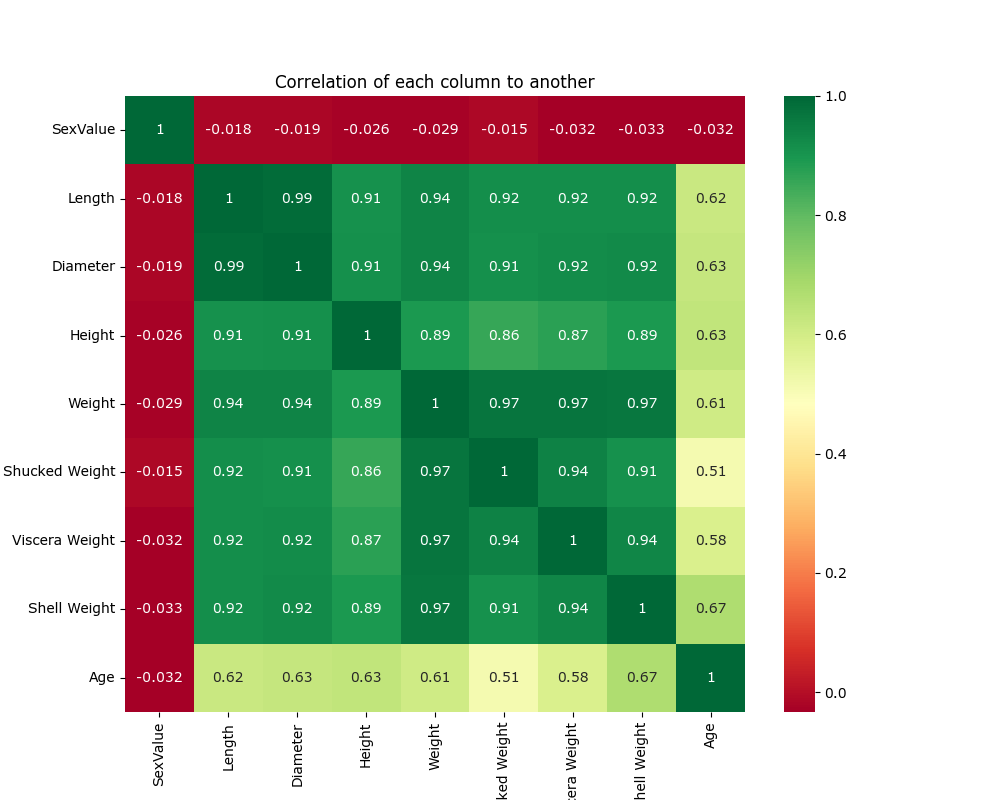 Correlation of each column to another
SexValue 1 -0.018 -0.019 -0.026 -0.029 -0.015 -0.032 -0.033 -0.032
Length -0.018 1 0.99 0.91 0.94 0.92 0.92 0.92 0.62
Diameter -0.019 0.99 1 0.91 0.94 0.91 0.92 0.92 0.63
Height -0.026 0.91 0.91 1 0.89 0.86 0.87 0.89 0.63
Weight -0.029 0.94 0.94 0.89 1 0.97 0.97 0.97 0.61
Shucked Weight -0.015 0.92 0.91 0.86 0.97 1 0.94 0.91 0.51
Viscera Weight -0.032 0.92 0.92 0.87 0.97 0.94 1 0.94 0.58
Shell Weight -0.033 0.92 0.92 0.89 0.97 0.91 0.94 1 0.67
Age -0.032 0.62 0.63 0.63 0.61 0.51 0.58 0.67 1
SexValue
Length
Diameter
Height
Weight
ked Weight
era Weight
hell Weight
Age
1.0
0.8
0.6
0.4
0.2
0.0